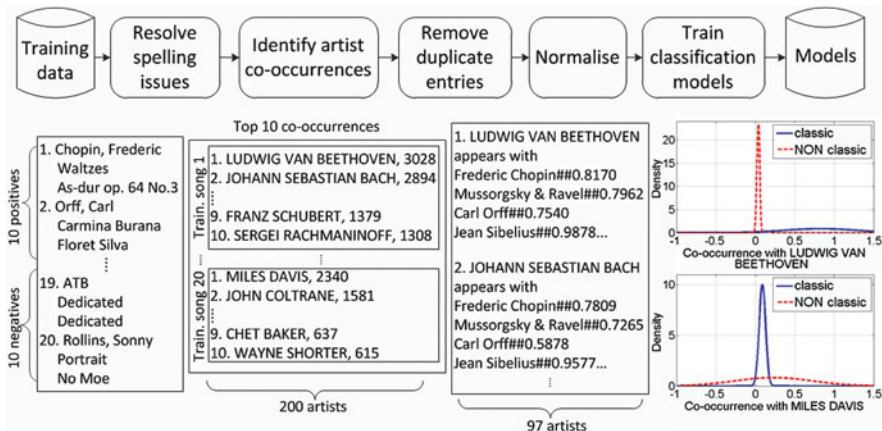 Training
data
Resolve
spelling
issues
Identify artist
co-occurrences
Remove
duplicate
entries
Normalise
Train
classification
models
Models
10 positives
10 negatives
1. Chopin, Frederic
Waltzes
As-dur op. 64 No.3
2. Orff, Carl
Carmina Burana
Floret Silva
...
19. ATB
Dedicated
Dedicated
20. Rollins, Sonny
Portrait
No Moe
Top 10 co-occurrences
Train. song 1
1. LUDWIG VAN BEETHOVEN, 3028
2. JOHANN SEBASTIAN BACH, 2894
....
9. FRANZ SCHUBERT, 1379
10. SERGEI RACHMANINOFF, 1308
...
Train. song 20
1. MILES DAVIS, 2340
2. JOHN COLTRANE, 1581
....
9. CHET BAKER, 637
10. WAYNE SHORTER, 615
200 artists
1. LUDWIG VAN BEETHOVEN
appears with
Frederic Chopin##0.8170
Mussorgsky & Ravel##0.7962
Carl Orff##0.7540
Jean Sibelius##0.9878...
2. JOHANN SEBASTIAN BACH
appears with
Frederic Chopin##0.7809
Mussorgsky & Ravel##0.7265
Carl Orff##0.5878
Jean Sibelius##0.9577...
...
97 artists
classic
NON classic
Density
20
15
10
5
0
-1 -0.5 0 0.5 1 1.5
Co-occurrence with LUDWIG VAN
BEETHOVEN
classic
NON classic
Density
10
5
0
-1 -0.5 0 0.5 1 1.5
Co-occurrence with MILES DAVIS